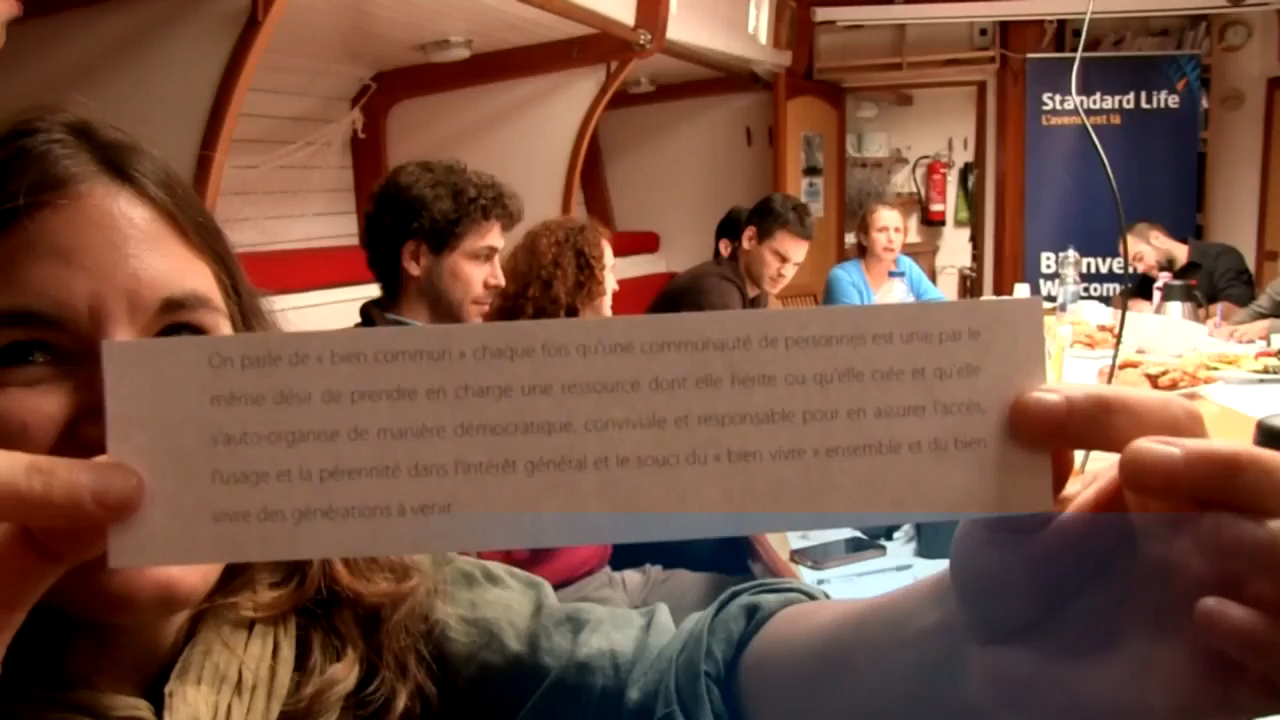 Standard Life
L'avenir est là
On parle de « bien commun » chaque fois qu'une communauté de personnes est unie par le
même désir de prendre en charge une ressource dont elle hérite ou qu'elle crée et qu'elle
s'auto-organise de manière démocratique, conviviale et responsable pour en assurer l'accès,
l'usage et la pérennité dans l'intérêt général et le souci du « bien vivre » ensemble et du bien
vivre des générations à venir